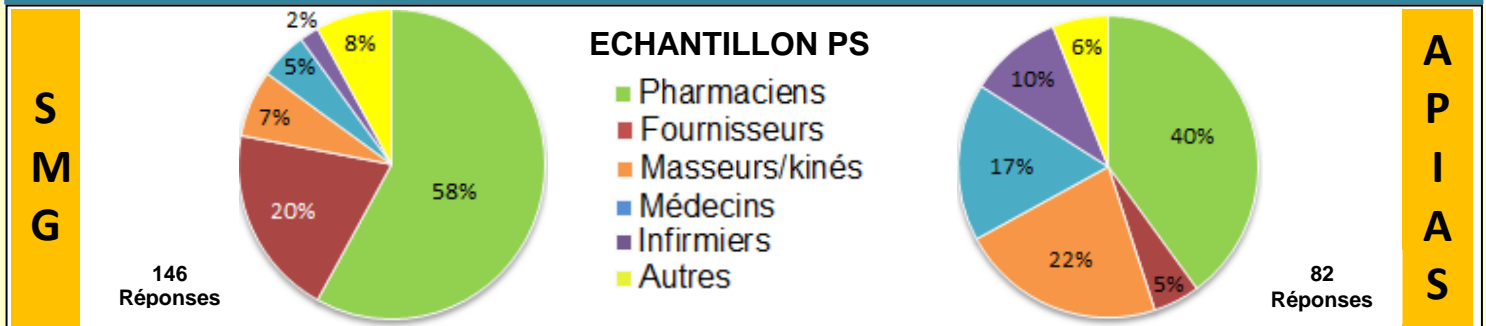 S
M
G
2%
8%
5%
7%
20%
58%
146
Réponses
ECHANTILLON PS
Pharmaciens
Fournisseurs
Masseurs/kinés
Médecins
Infirmiers
Autres
6%
10%
17%
40%
22%
5%
82
Réponses
A
P
I
A
S